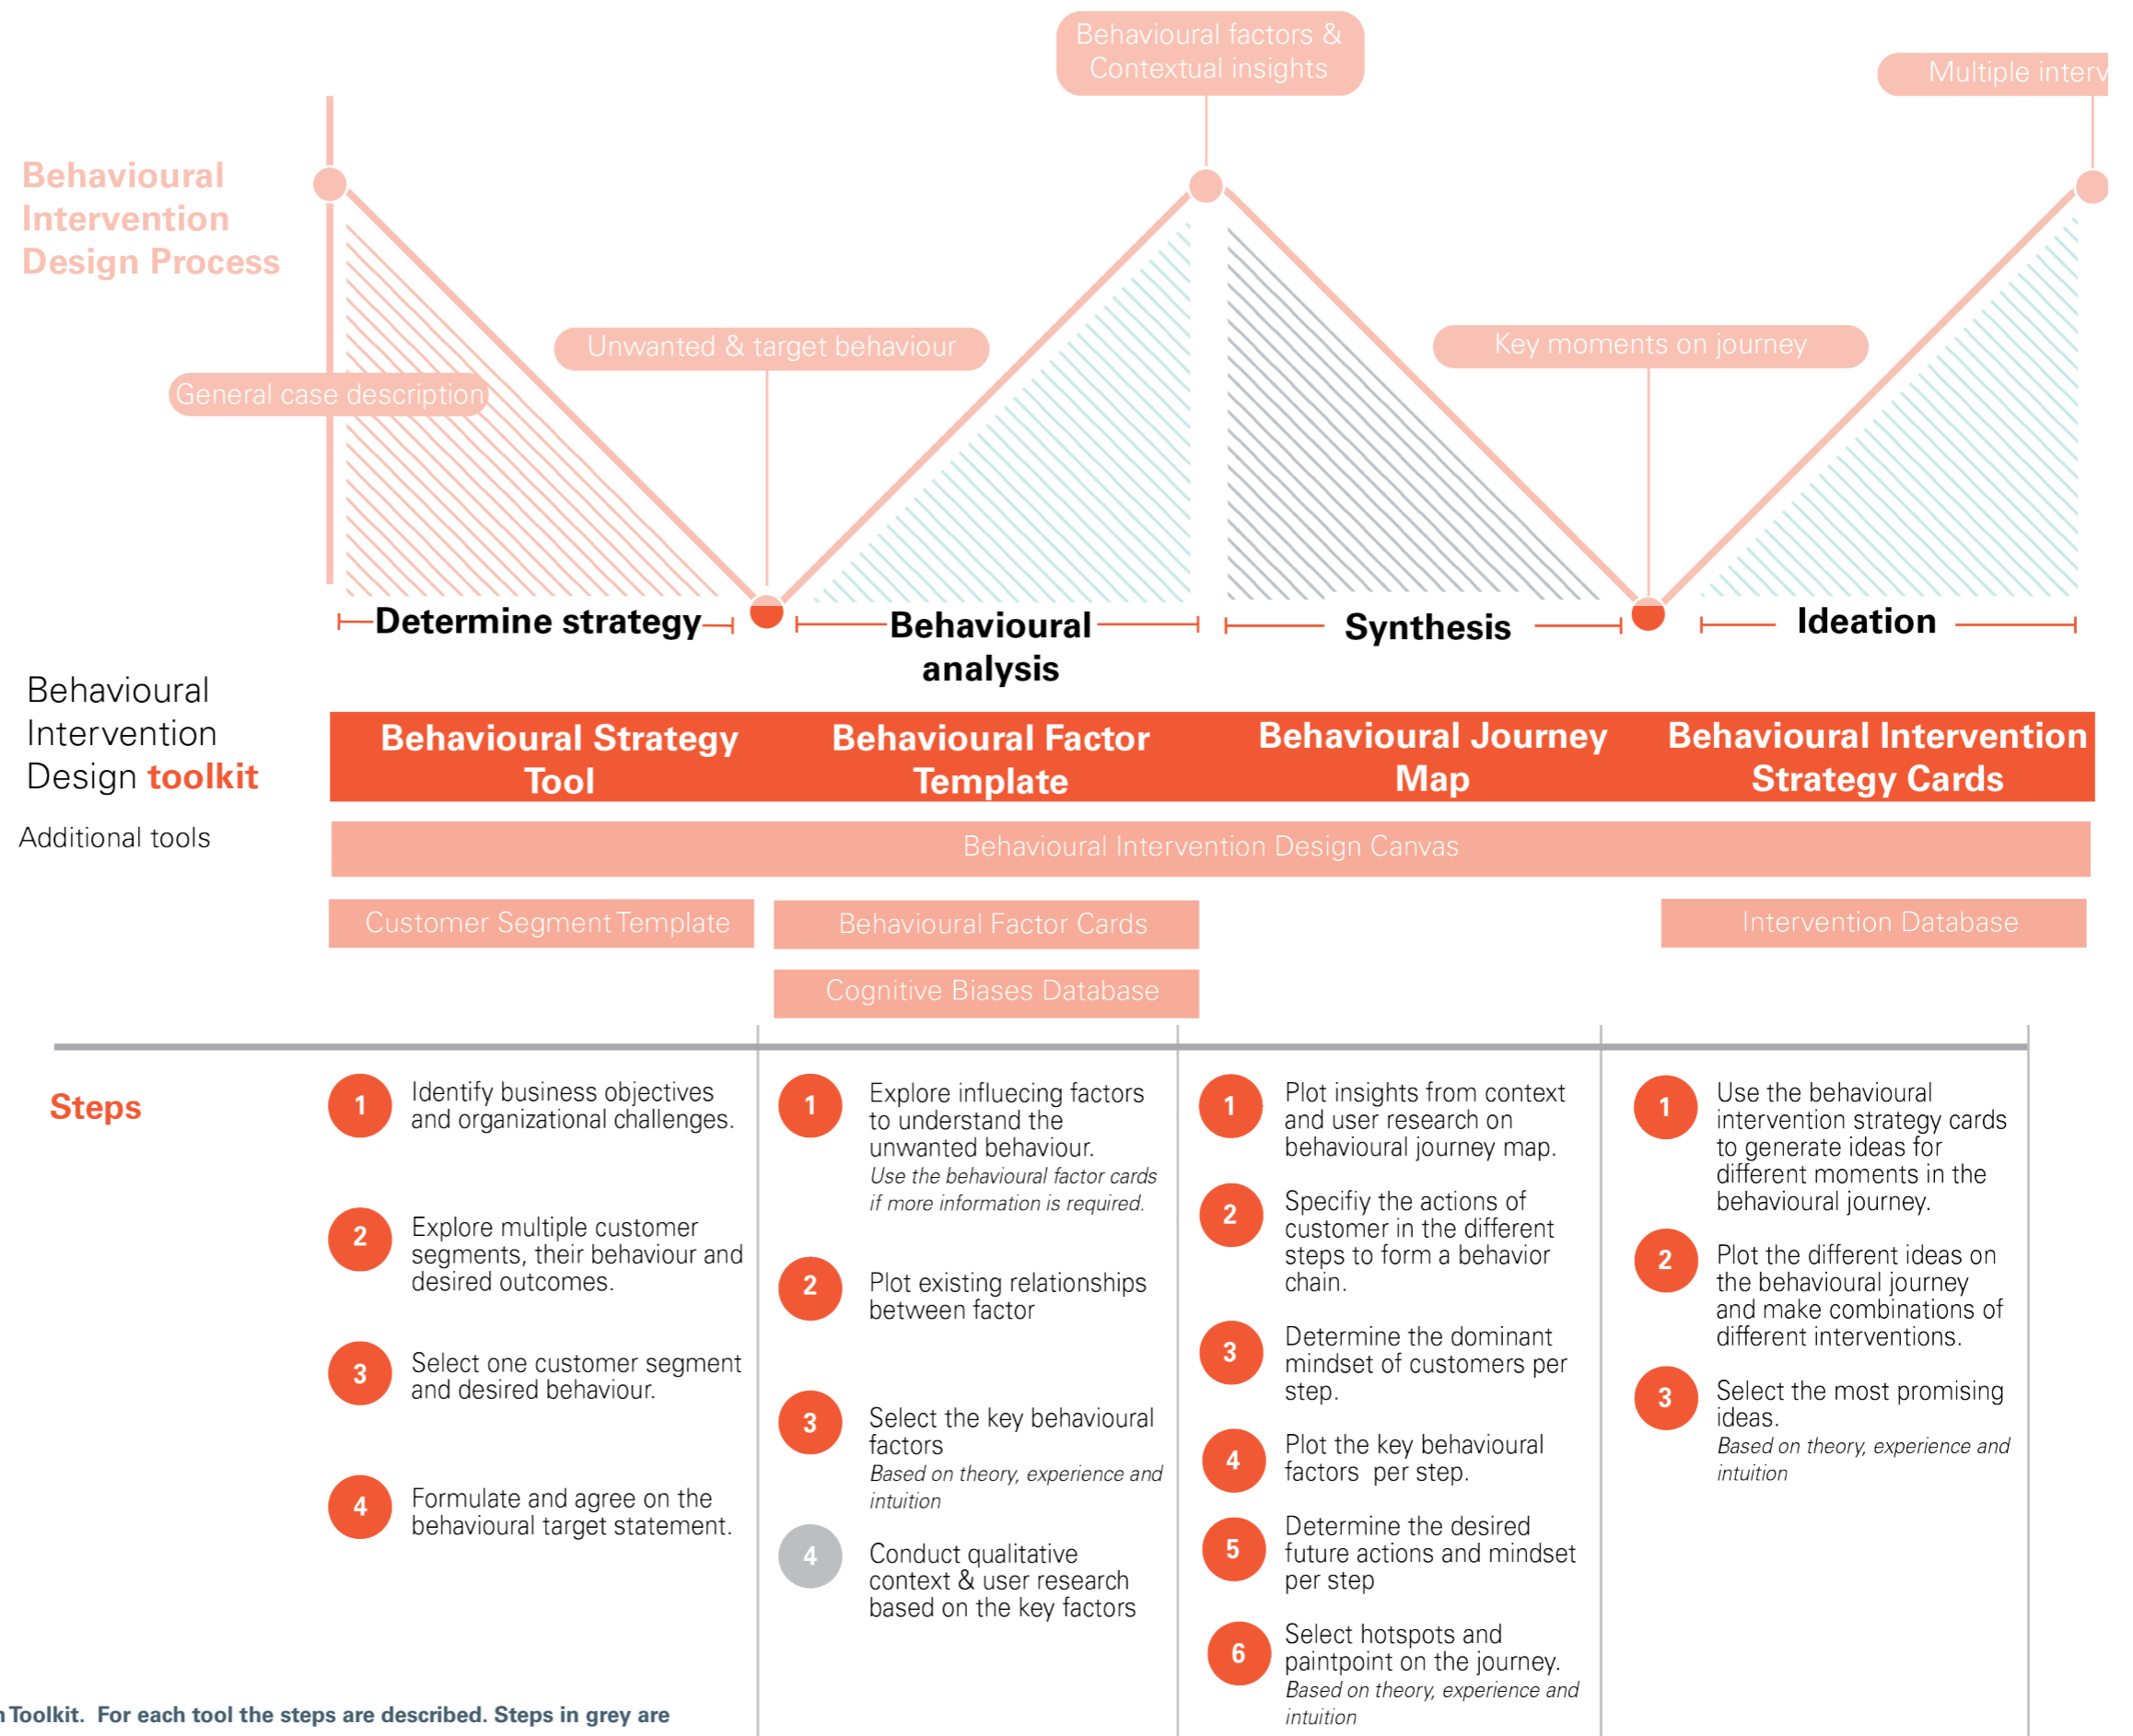 Behavioural factors &
Contextual insights
Multiple interv
Behavioural
Intervention
Design Process
Unwanted & target behaviour
Key moments on journey
General case description
Determine strategy
Behavioural
analysis
Synthesis
Ideation
Behavioural
Intervention
Design toolkit
Behavioural Strategy
Tool
Behavioural Factor
Template
Behavioural Journey
Map
Behavioural Intervention
Strategy Cards
Additional tools
Behavioural Intervention Design Canvas
Customer Segment Template
Behavioural Factor Cards
Intervention Database
Cognitive Biases Database
Steps
1
Identify business objectives
and organizational challenges.
2
Explore multiple customer
segments, their behaviour and
desired outcomes.
3
Select one customer segment
and desired behaviour.
4
Formulate and agree on the
behavioural target statement.
1
Explore influecing factors
to understand the
unwanted behaviour.
Use the behavioural factor cards
if more information is required.
2
Plot existing relationships
between factor
3
Select the key behavioural
factors
Based on theory, experience and
intuition
4
Conduct qualitative
context & user research
based on the key factors
1
Plot insights from context
and user research on
behavioural journey map.
2
Specifiy the actions of
customer in the different
steps to form a behavior
chain.
3
Determine the dominant
mindset of customers per
step.
4
Plot the key behavioural
factors per step.
5
Determine the desired
future actions and mindset
per step
6
Select hotspots and
paintpoint on the journey.
Based on theory, experience and
intuition
1
Use the behavioural
intervention strategy cards
to generate ideas for
different moments in the
behavioural journey.
2
Plot the different ideas on
the behavioural journey
and make combinations of
different interventions.
3
Select the most promising
ideas.
Based on theory, experience and
intuition
n Toolkit. For each tool the steps are described. Steps in grey are